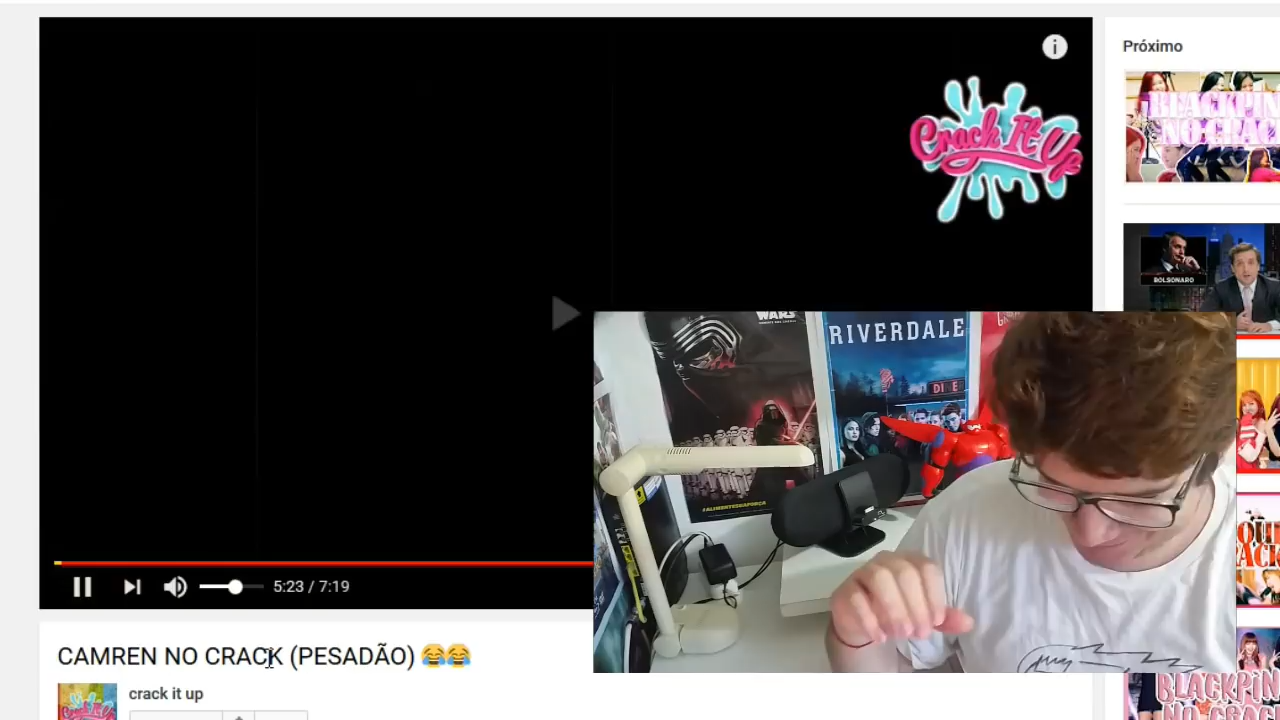 Próximo
Crack It Up
BLACKPIN
NO CRAC
BOLSONARO
WARS
RIVERDALE
#ALIMENTEDAFORÇA
5:23 / 7:19
CAMREN NO CRACK (PESADÃO) 😂😂
crack it up
BLACKPIN
NO CRAC